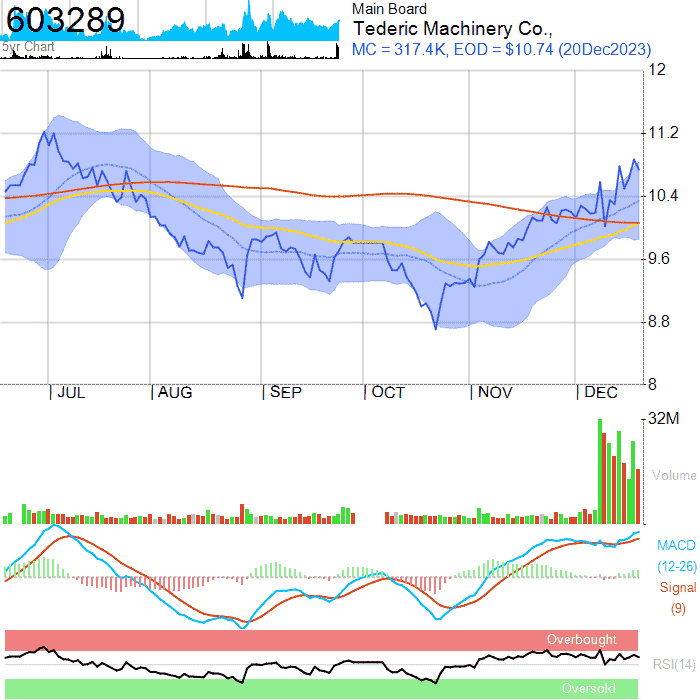 603289
5yr Chart
Main Board
Tederic Machinery Co.,
MC = 317.4K, EOD = $10.74 (20Dec2023)
12
11.2
10.4
9.6
8.8
8
| JUL | AUG | SEP | OCT | NOV | DEC
32M
Volume
MACD
(12-26)
Signal
(9)
Overbought
RSI(14)
Oversold